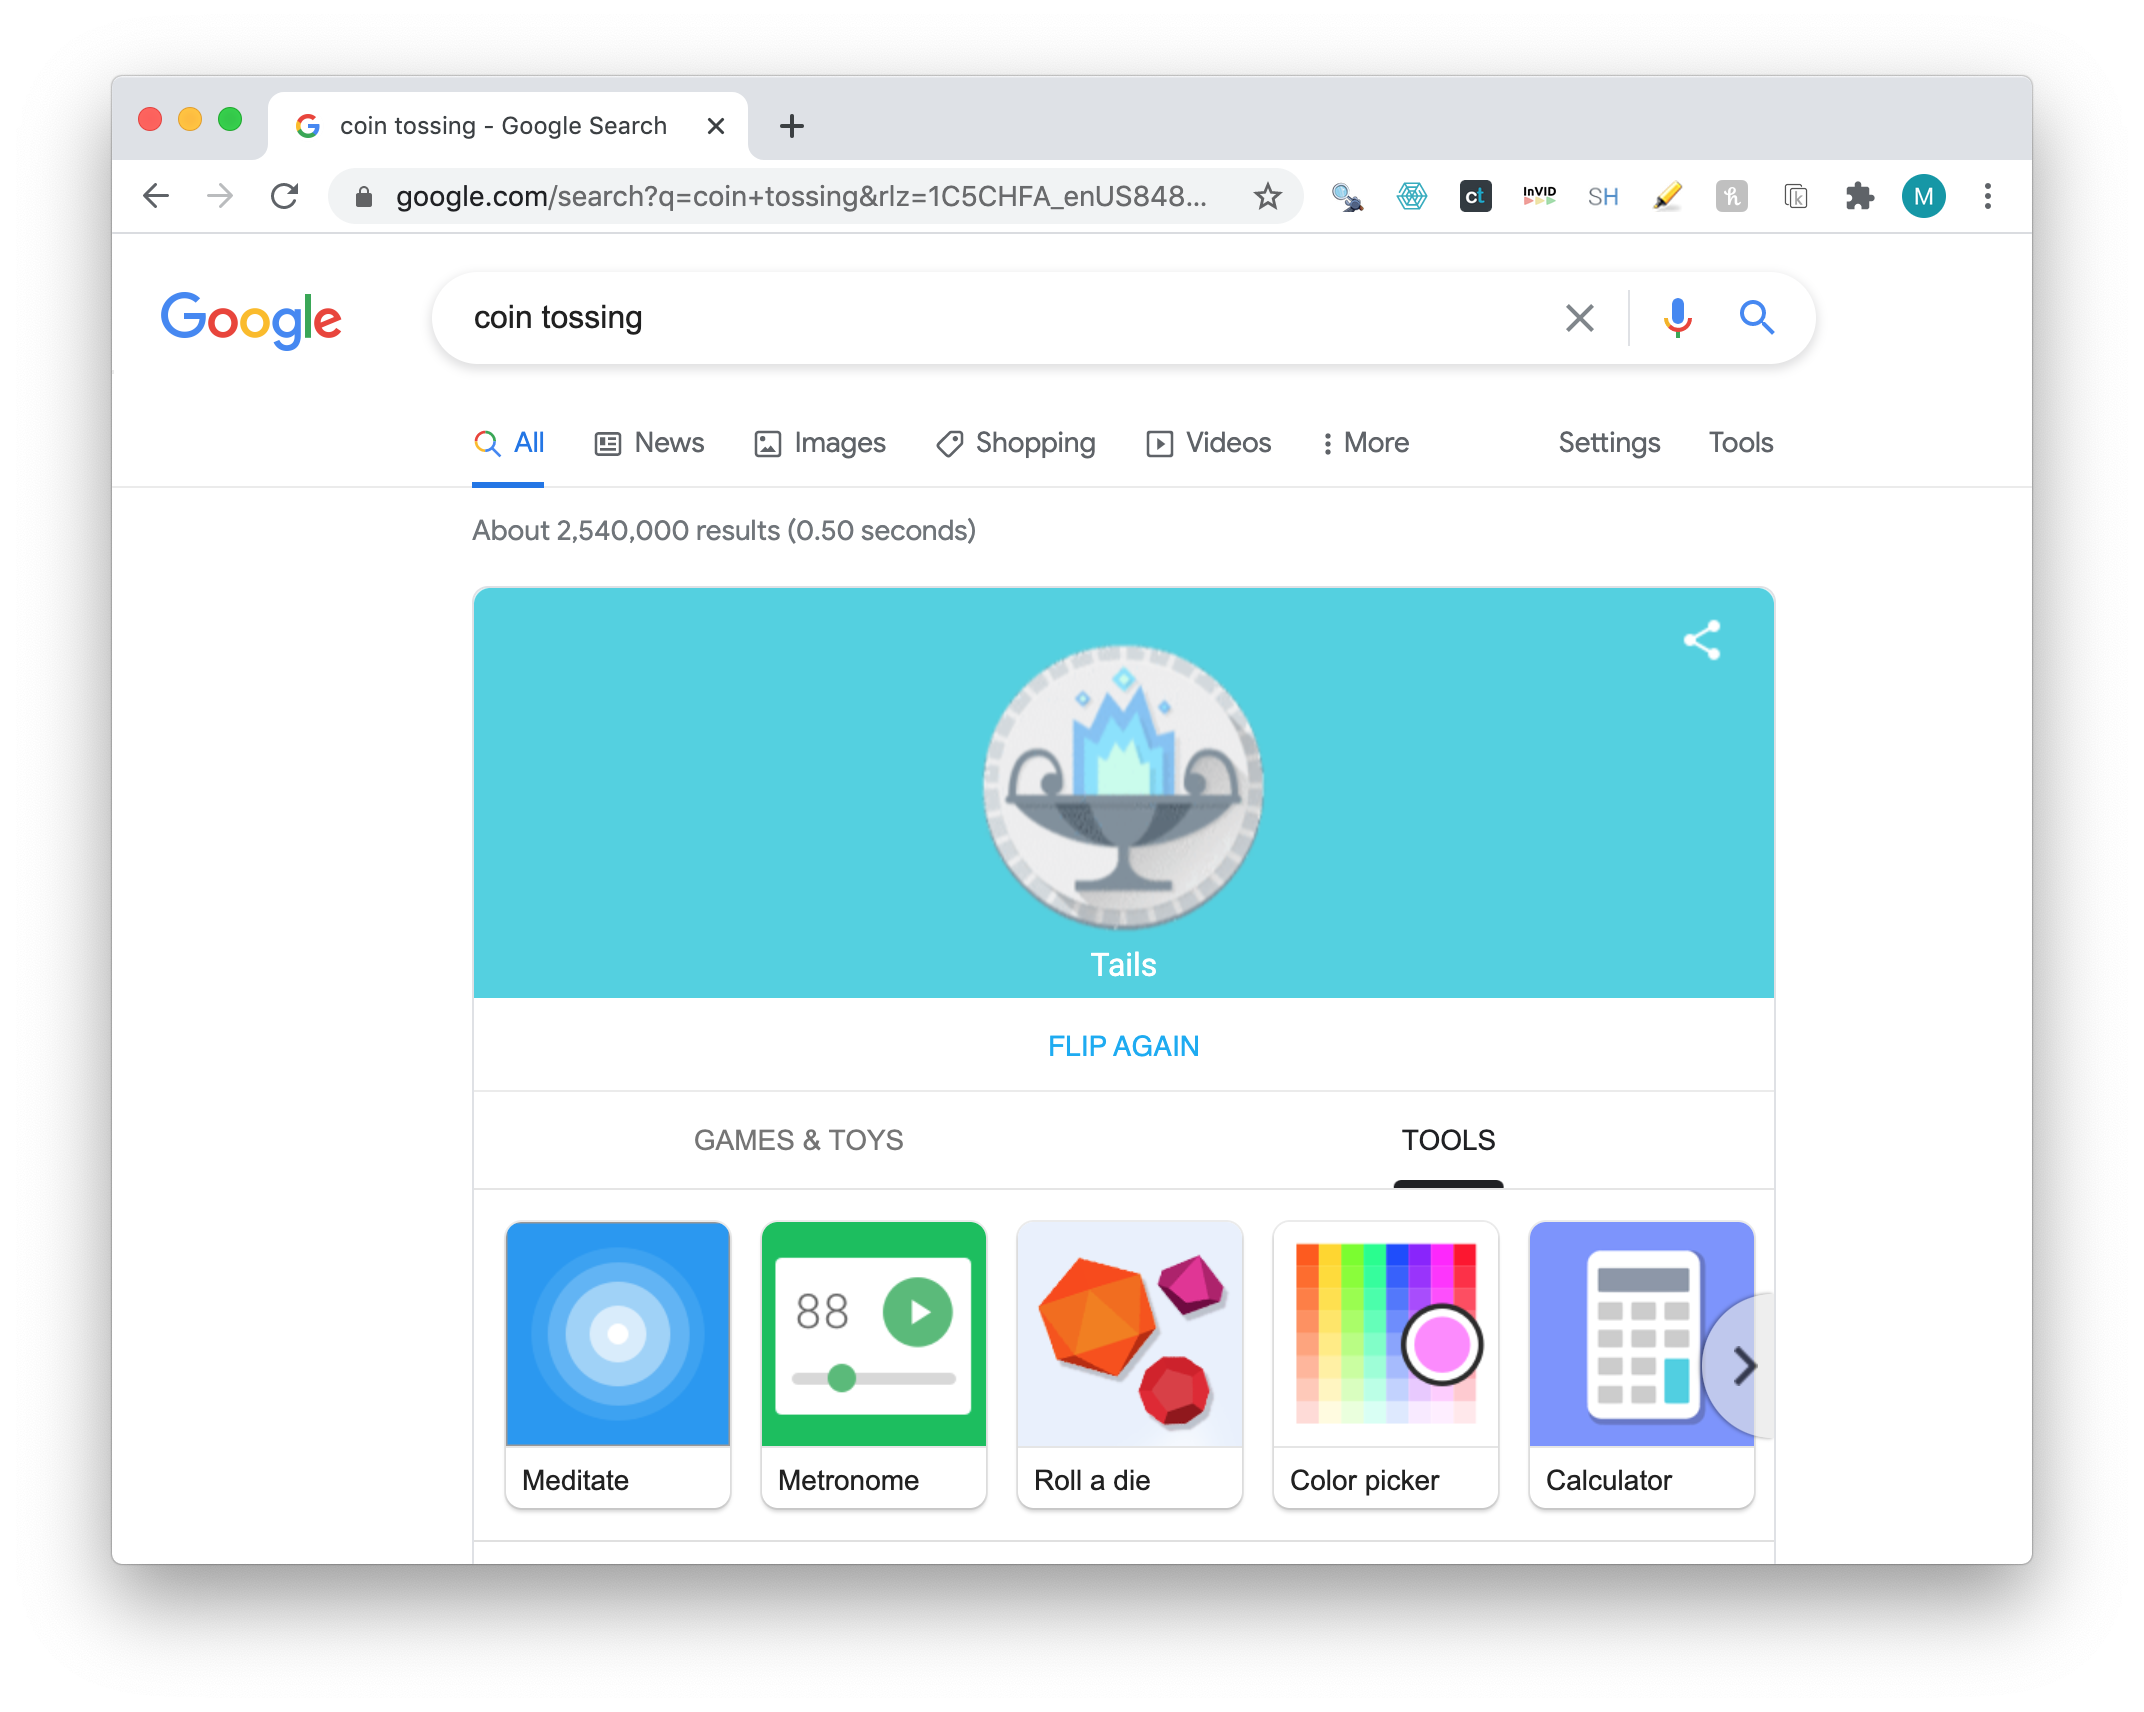 coin tossing - Google Search
google.com/search?q=coin+tossing&rlz=1C5CHFA_enUS848...
ct
InVID
SH
h
k
M
Google
coin tossing
All News Images Shopping Videos More Settings Tools
About 2,540,000 results (0.50 seconds)
Tails
FLIP AGAIN
GAMES & TOYS TOOLS
88
Meditate Metronome Roll a die Color picker Calculator